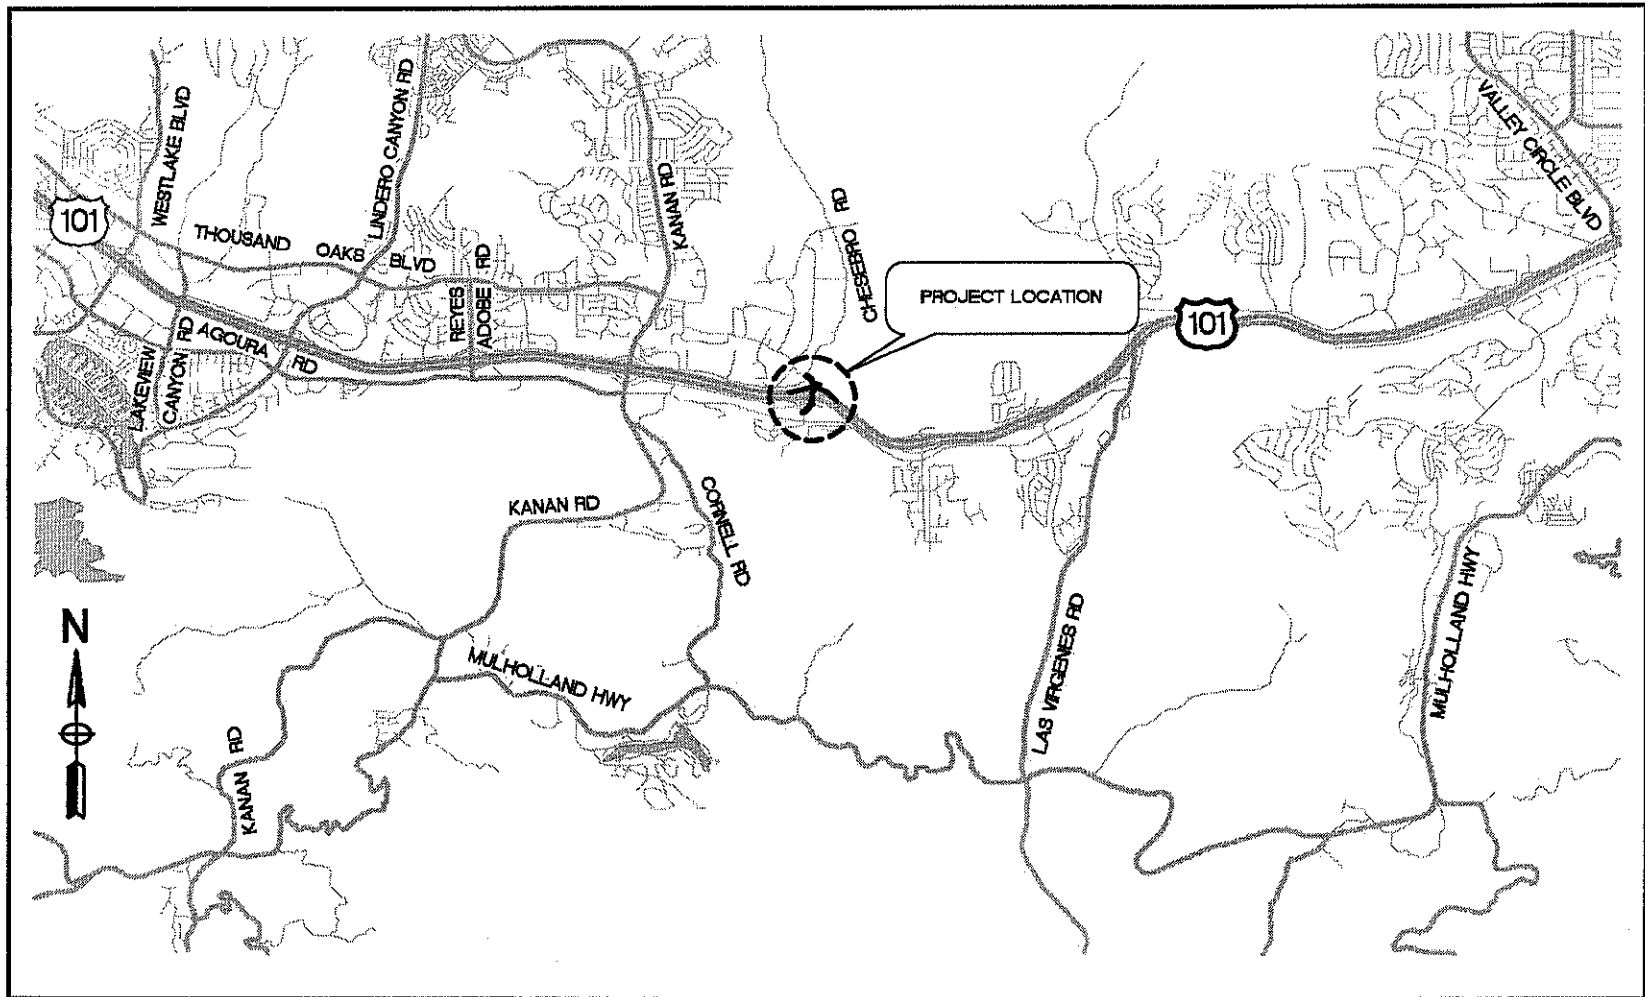 WESTLAKE BLVD
LINDERO CANYON RD
KANAN RD
CHESEBRO RD
VALLEY CIRCLE BLVD
101
THOUSAND OAKS BLVD
REYES
ADOBE RD
PROJECT LOCATION
101
AGOURA RD
LAKEVIEW
CANYON RD
KANAN RD
CORNELL RD
N
MULHOLLAND HWY
LAS VIRGENES RD
MULHOLLAND HWY
KANAN RD